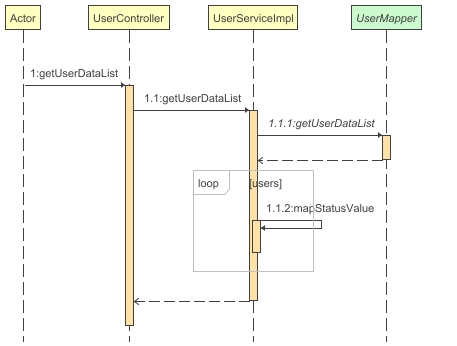 Actor
UserController
UserServiceImpl
UserMapper
1:getUserDataList
1.1:getUserDataList
1.1.1:getUserDataList
loop
[users]
1.1.2:mapStatusValue